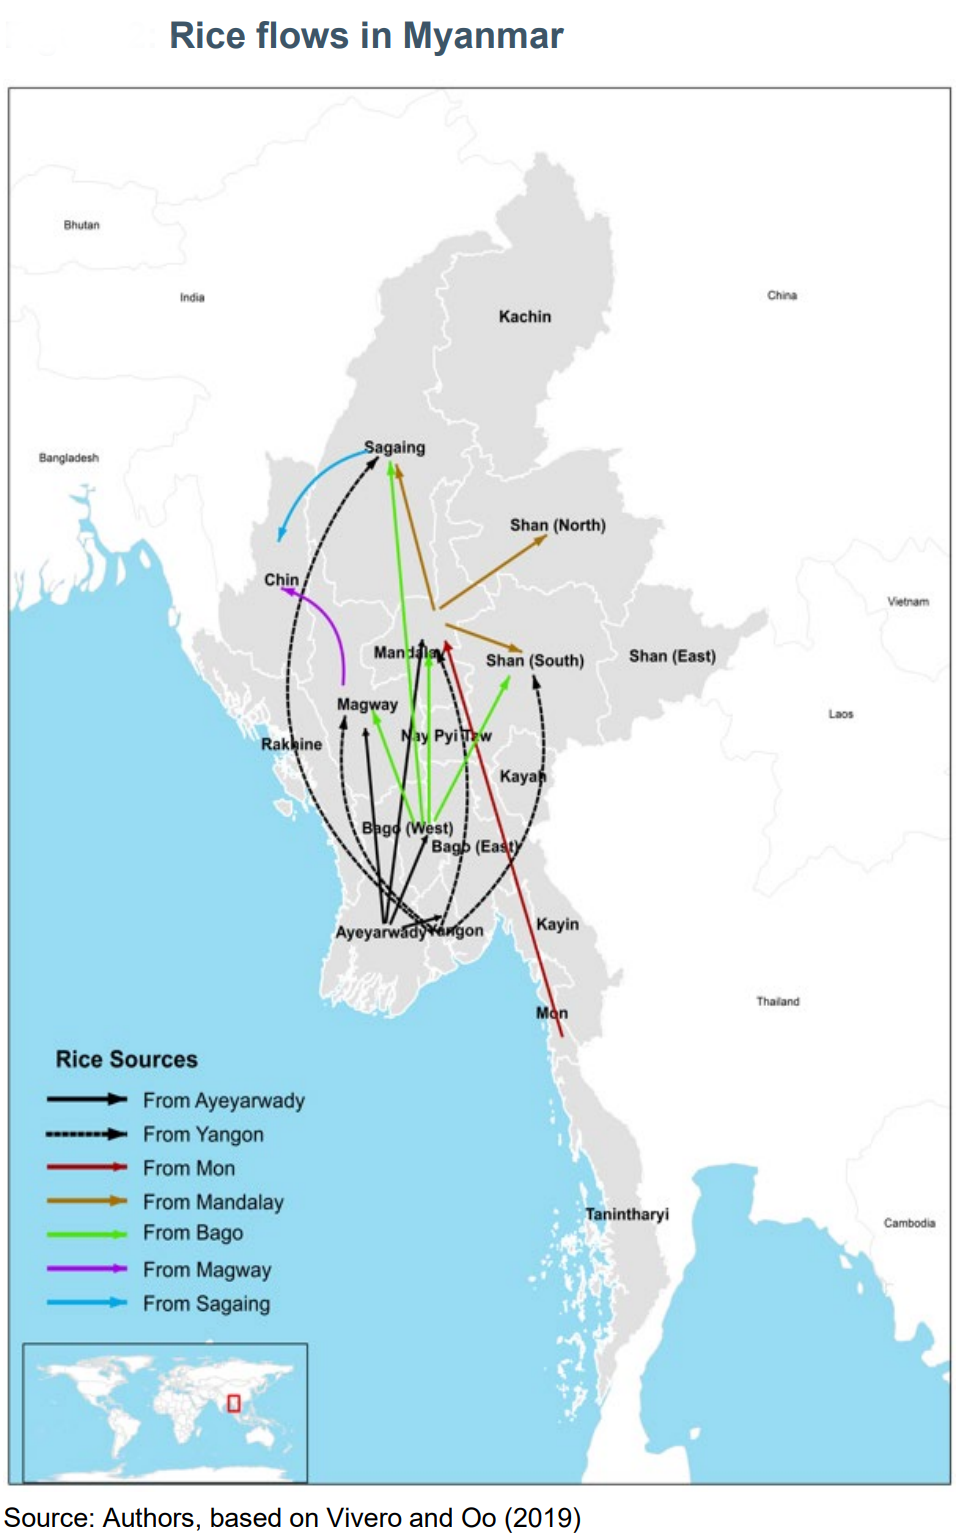 Rice flows in Myanmar
Bhutan
India
China
Kachin
Bangladesh
Sagaing
Shan (North)
Chin
Vietnam
Mandalay
Shan (South)
Shan (East)
Magway
Laos
Nay Pyi Taw
Rakhine
Kayah
Bago (West)
Bago (East)
Ayeyarwady
Yangon
Kayin
Thailand
Mon
Rice Sources
From Ayeyarwady
From Yangon
From Mon
From Mandalay
From Bago
From Magway
From Sagaing
Tanintharyi
Cambodia
Source: Authors, based on Vivero and Oo (2019)